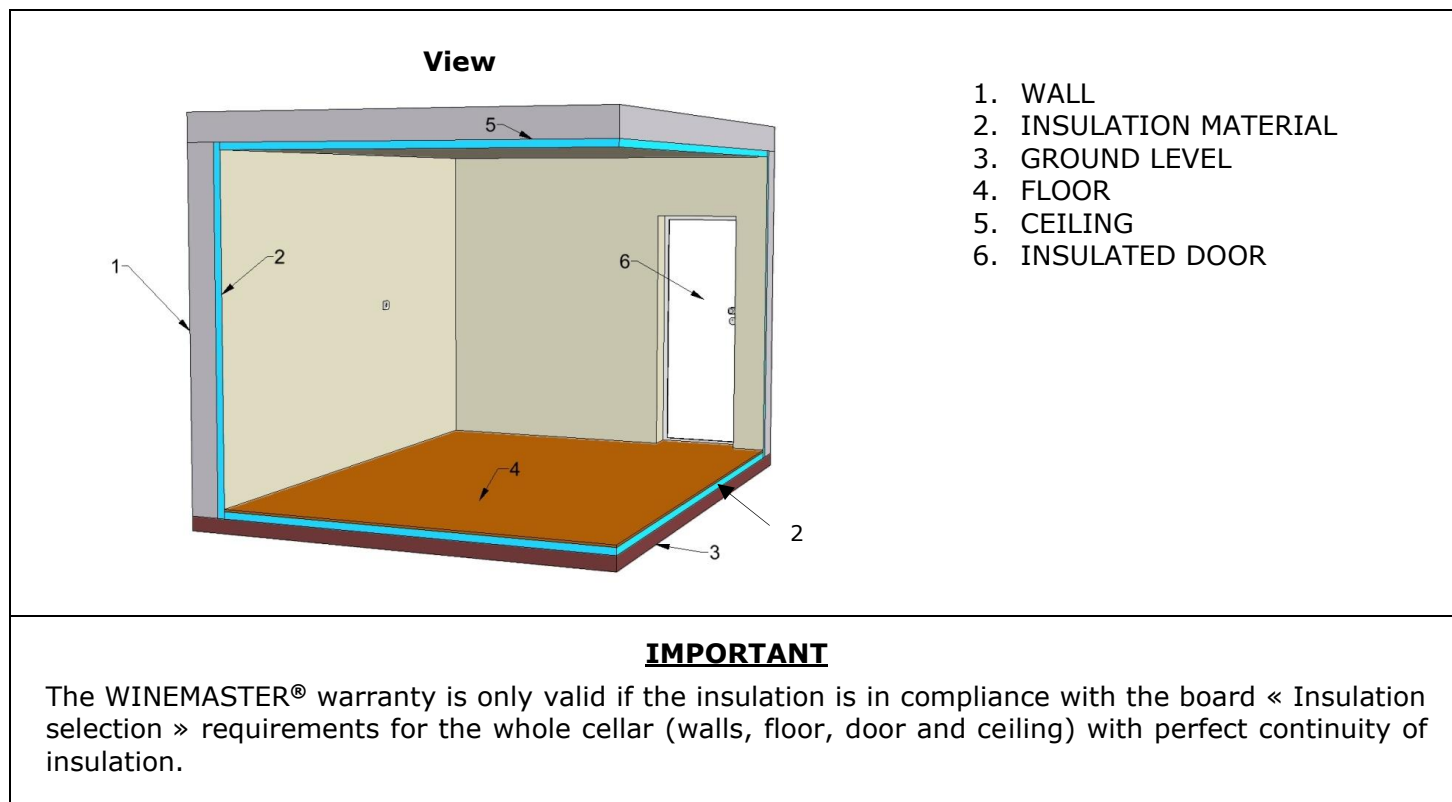 View
1. WALL
2. INSULATION MATERIAL
3. GROUND LEVEL
4. FLOOR
5. CEILING
6. INSULATED DOOR
5
1
2
6
4
2
3
IMPORTANT
The WINEMASTER® warranty is only valid if the insulation is in compliance with the board « Insulation
selection » requirements for the whole cellar (walls, floor, door and ceiling) with perfect continuity of
insulation.